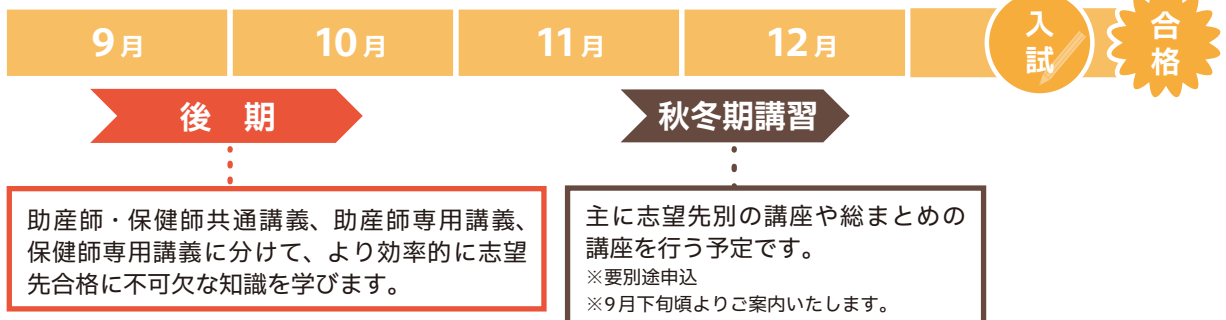 9月 10月 11月 12月 入試 合格
後 期 秋冬期講習
助産師・保健師共通講義、助産師専用講義、
保健師専用講義に分けて、より効率的に志望
先合格に不可欠な知識を学びます。
主に志望先別の講座や総まとめの
講座を行う予定です。
※要別途申込
※9月下旬頃よりご案内いたします。